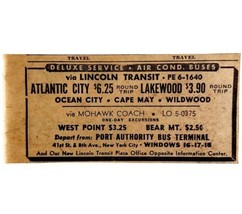 TRAVEL TRAVEL
DELUXE SERVICE • AIR COND. BUSES
via LINCOLN TRANSIT • PE 6-1640
ATLANTIC CITY $6.25 ROUND TRIP LAKEWOOD $3.90 ROUND TRIP
OCEAN CITY • CAPE MAY • WILDWOOD
via MOHAWK COACH • LO 5-0375
ONE-DAY EXCURSIONS
WEST POINT $3.25 BEAR MT. $2.50
Depart from: PORT AUTHORITY BUS TERMINAL
41st St. & 8th Ave., New York City • WINDOWS 16-17-18
And Our New Lincoln Transit Plaza Office Opposite Information Center.